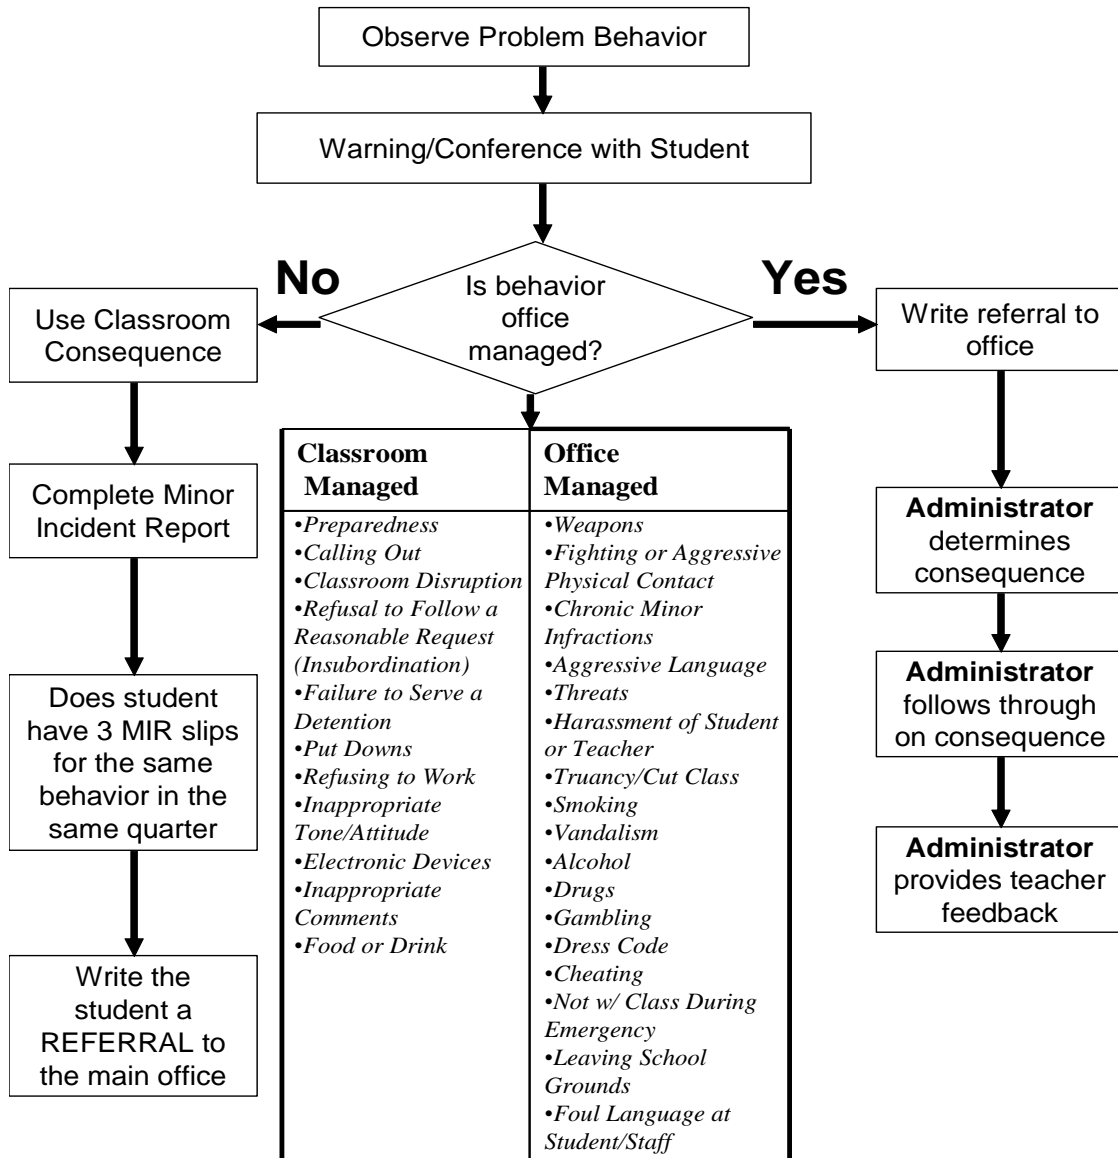 Observe Problem Behavior
Warning/Conference with Student
No
Yes
Is behavior
office
managed?
Use Classroom
Consequence
Write referral to
office
Complete Minor
Incident Report
Does student
have 3 MIR slips
for the same
behavior in the
same quarter
Write the
student a
REFERRAL to
the main office
Classroom
Managed
•Preparedness
•Calling Out
•Classroom Disruption
•Refusal to Follow a
Reasonable Request
(Insubordination)
•Failure to Serve a
Detention
•Put Downs
•Refusing to Work
•Inappropriate
Tone/Attitude
•Electronic Devices
•Inappropriate
Comments
•Food or Drink
Office
Managed
•Weapons
•Fighting or Aggressive
Physical Contact
•Chronic Minor
Infractions
•Aggressive Language
•Threats
•Harassment of Student
or Teacher
•Truancy/Cut Class
•Smoking
•Vandalism
•Alcohol
•Drugs
•Gambling
•Dress Code
•Cheating
•Not w/ Class During
Emergency
•Leaving School
Grounds
•Foul Language at
Student/Staff
Administrator
determines
consequence
Administrator
follows through
on consequence
Administrator
provides teacher
feedback